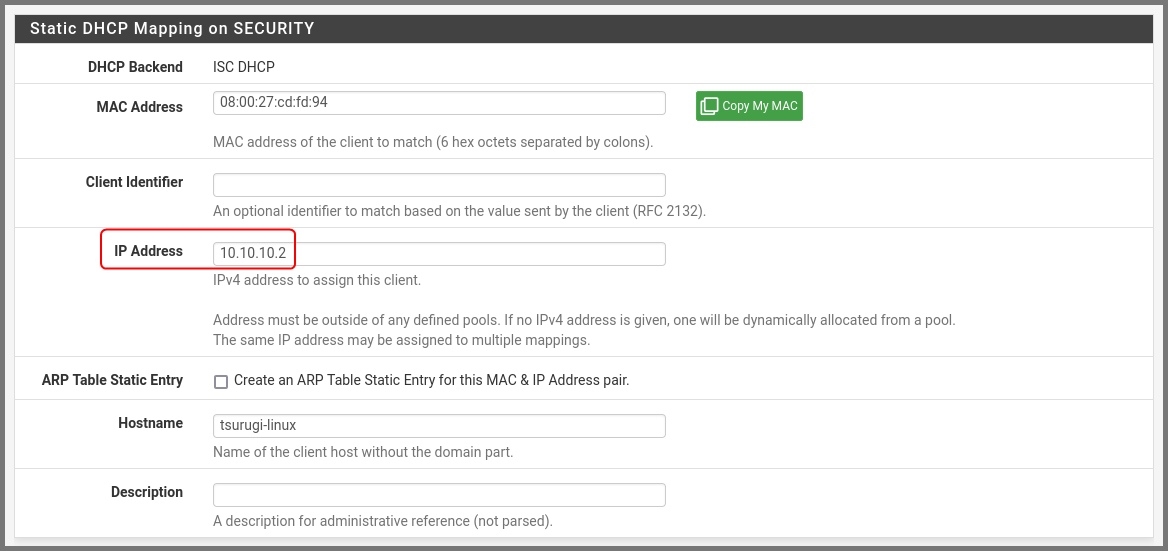 Static DHCP Mapping on SECURITY
DHCP Backend ISC DHCP
MAC Address 08:00:27:cd:fd:94 Copy My MAC
MAC address of the client to match (6 hex octets separated by colons).
Client Identifier
An optional identifier to match based on the value sent by the client (RFC 2132).
IP Address 10.10.10.2
IPv4 address to assign this client.
Address must be outside of any defined pools. If no IPv4 address is given, one will be dynamically allocated from a pool.
The same IP address may be assigned to multiple mappings.
ARP Table Static Entry Create an ARP Table Static Entry for this MAC & IP Address pair.
Hostname tsurugi-linux
Name of the client host without the domain part.
Description
A description for administrative reference (not parsed).